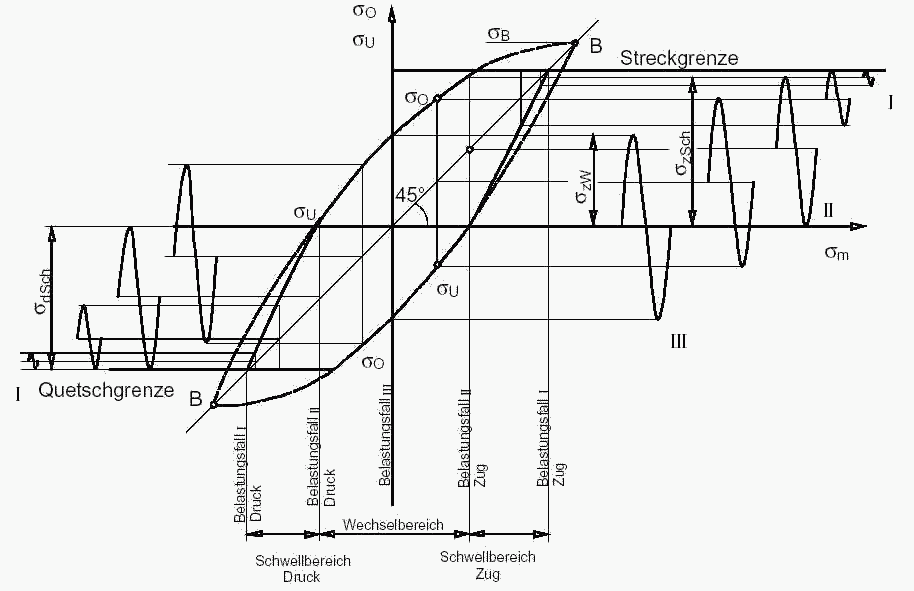 σO
σU
σB
B
Streckgrenze
I
σO
σzSch
σzW
45°
σU
II
σm
σdSch
σU
III
σO
I
Quetschgrenze
B
Belastungsfall I
Druck
Belastungsfall II
Druck
Belastungsfall III
Belastungsfall II
Zug
Belastungsfall I
Zug
Wechselbereich
Schwellbereich
Druck
Schwellbereich
Zug